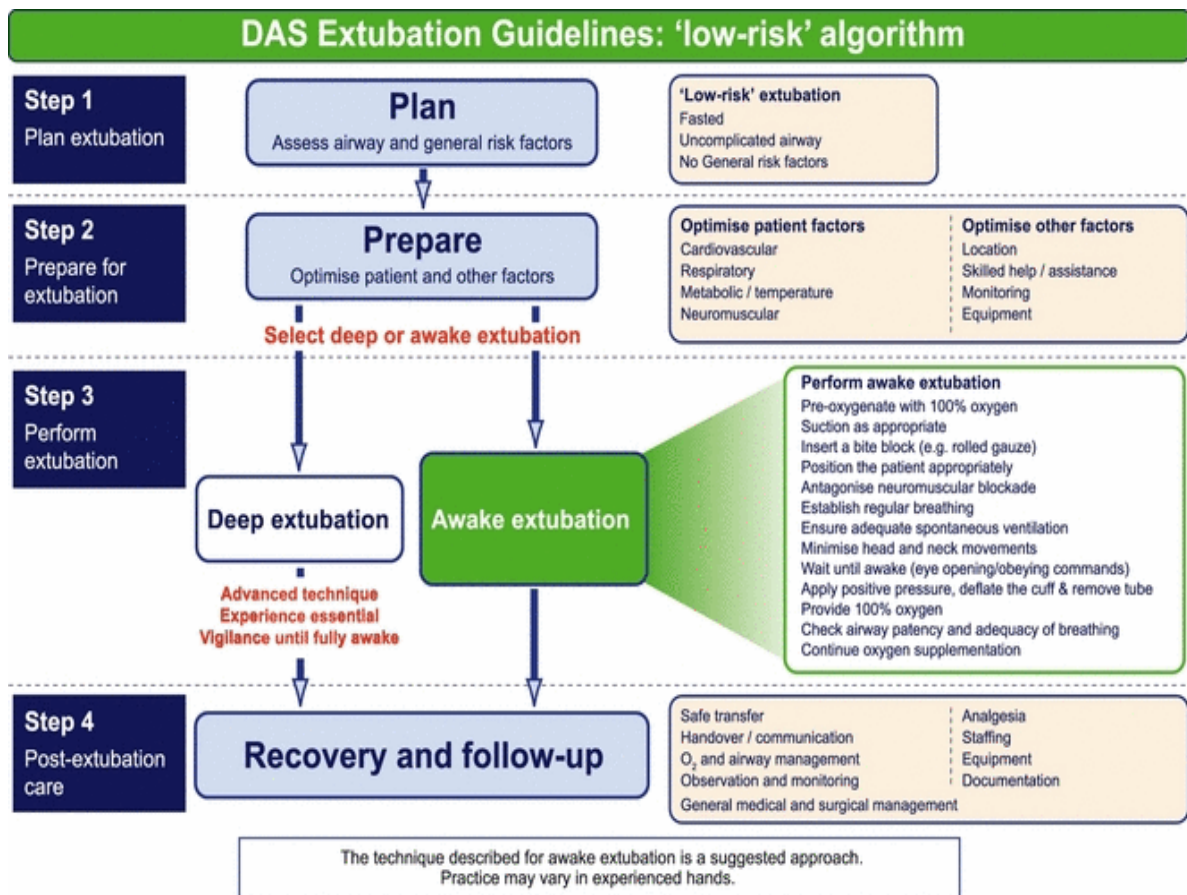 DAS Extubation Guidelines: ‘low-risk’ algorithm
Step 1
Plan extubation
Plan
Assess airway and general risk factors
‘Low-risk’ extubation
Fasted
Uncomplicated airway
No General risk factors
Step 2
Prepare for
extubation
Prepare
Optimise patient and other factors
Optimise patient factors
Cardiovascular
Respiratory
Metabolic / temperature
Neuromuscular
Optimise other factors
Location
Skilled help / assistance
Monitoring
Equipment
Select deep or awake extubation
Step 3
Perform
extubation
Deep extubation
Awake extubation
Advanced technique
Experience essential
Vigilance until fully awake
Perform awake extubation
Pre-oxygenate with 100% oxygen
Suction as appropriate
Insert a bite block (e.g. rolled gauze)
Position the patient appropriately
Antagonise neuromuscular blockade
Establish regular breathing
Ensure adequate spontaneous ventilation
Minimise head and neck movements
Wait until awake (eye opening/obeying commands)
Apply positive pressure, deflate the cuff & remove tube
Provide 100% oxygen
Check airway patency and adequacy of breathing
Continue oxygen supplementation
Step 4
Post-extubation
care
Recovery and follow-up
Safe transfer
Handover / communication
O₂ and airway management
Observation and monitoring
General medical and surgical management
Analgesia
Staffing
Equipment
Documentation
The technique described for awake extubation is a suggested approach.
Practice may vary in experienced hands.